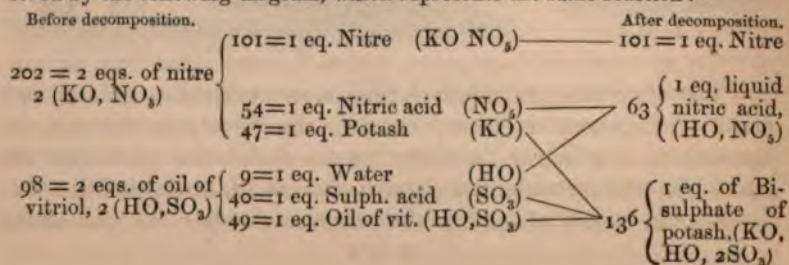 Before decomposition. After decomposition.
101=1 eq. Nitre (KO NO₅) 101=1 eq. Nitre
202=2 eqs. of nitre
2 (KO, NO₅)
54=1 eq. Nitric acid (NO₅)
47=1 eq. Potash (KO)
63 1 eq. liquid
nitric acid,
(HO, NO₅)
98=2 eqs. of oil of
vitriol, 2 (HO,SO₃)
9=1 eq. Water (HO)
40=1 eq. Sulph. acid (SO₃)
49=1 eq. Oil of vit. (HO,SO₃)
136 1 eq. of Bi-
sulphate of
potash,(KO,
HO, 2SO₃)